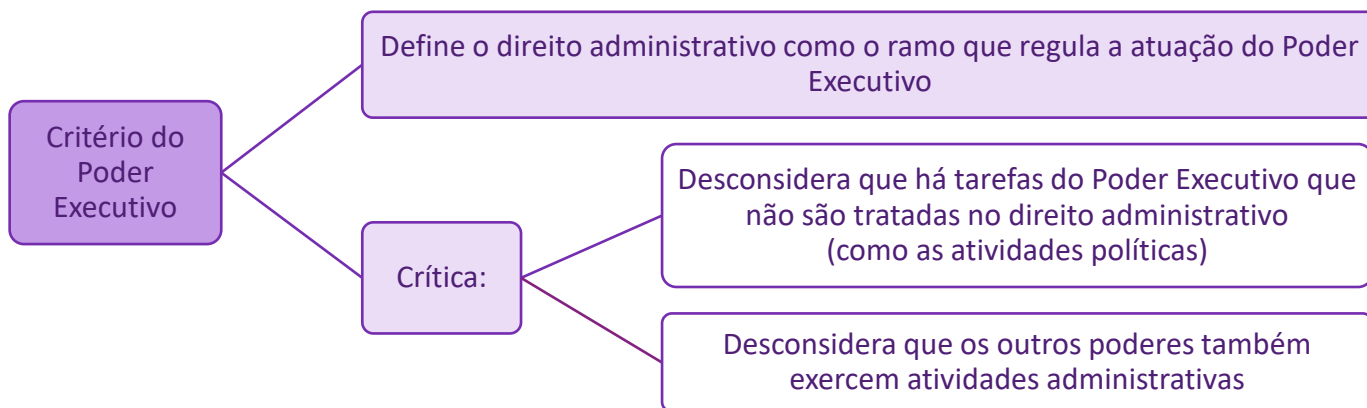 Define o direito administrativo como o ramo que regula a atuação do Poder
Executivo
Critério do
Poder
Executivo
Crítica:
Desconsidera que há tarefas do Poder Executivo que
não são tratadas no direito administrativo
(como as atividades políticas)
Desconsidera que os outros poderes também
exercem atividades administrativas